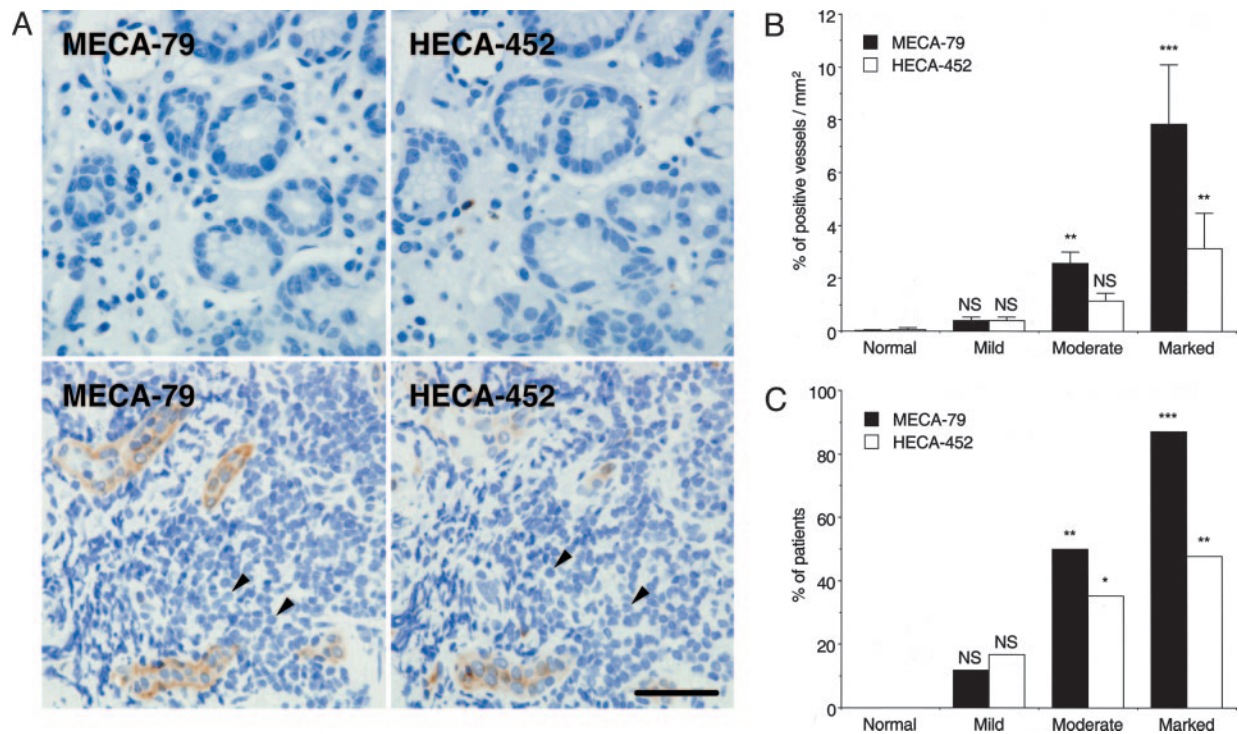 A
MECA-79
HECA-452
MECA-79
HECA-452
B
MECA-79
HECA-452
% of positive vessels / mm²
12
10
8
6
4
2
0
NS NS
**
NS
***
**
Normal Mild Moderate Marked
C
MECA-79
HECA-452
% of patients
100
80
60
40
20
0
NS NS
**
*
***
**
Normal Mild Moderate Marked